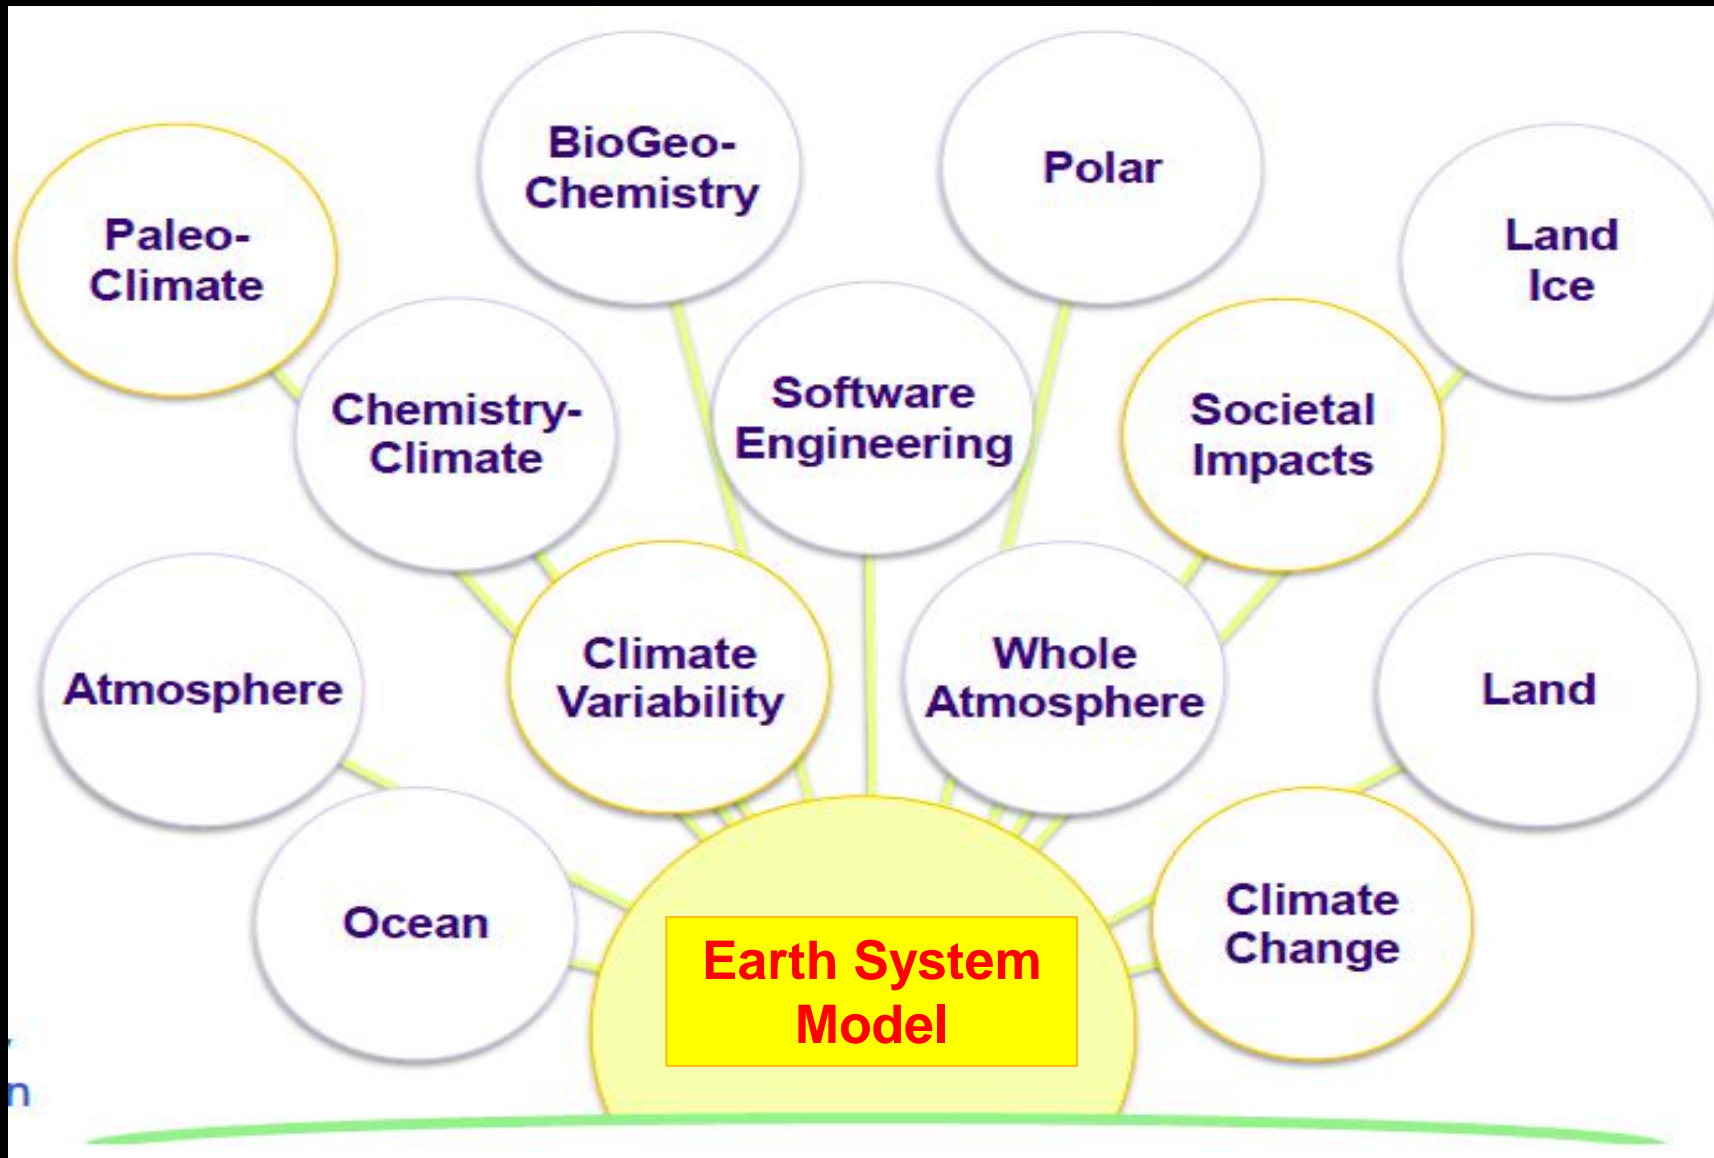 BioGeo-
Chemistry
Polar
Paleo-
Climate
Land
Ice
Chemistry-
Climate
Software
Engineering
Societal
Impacts
Atmosphere
Climate
Variability
Whole
Atmosphere
Land
Ocean
Climate
Change
Earth System
Model
n